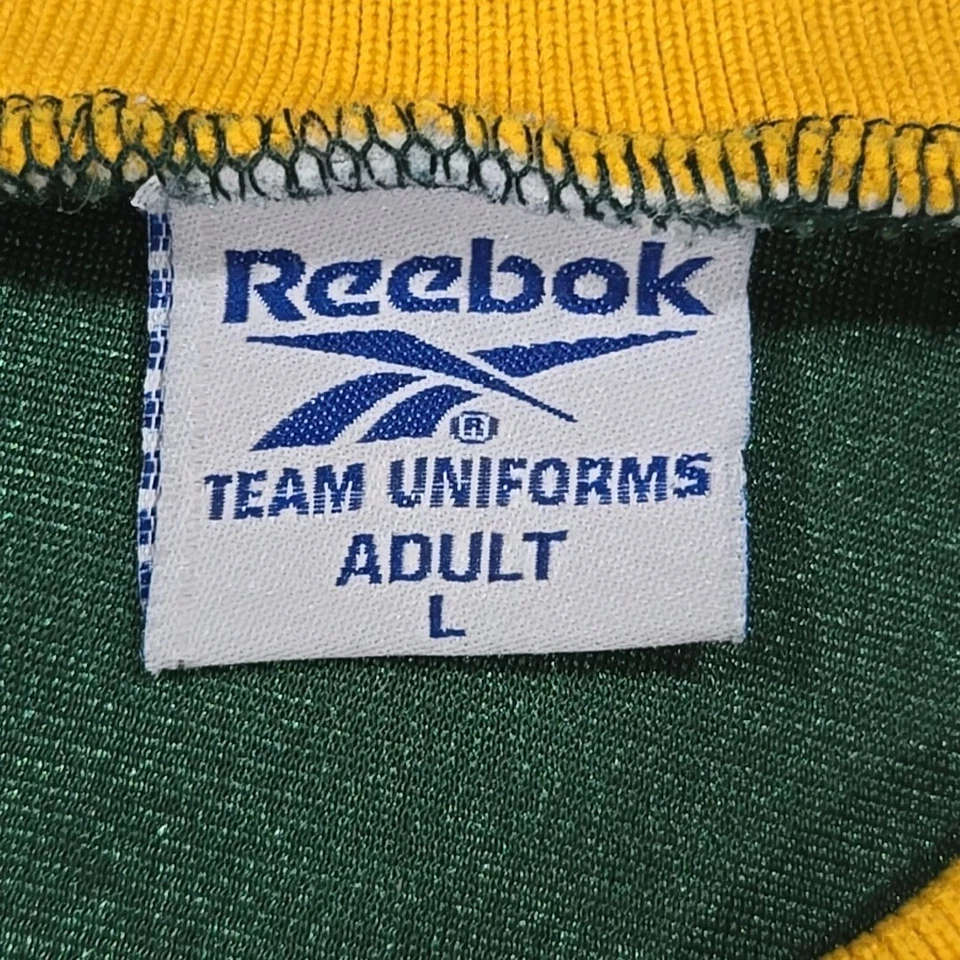 Reebok
®
TEAM UNIFORMS
ADULT
L